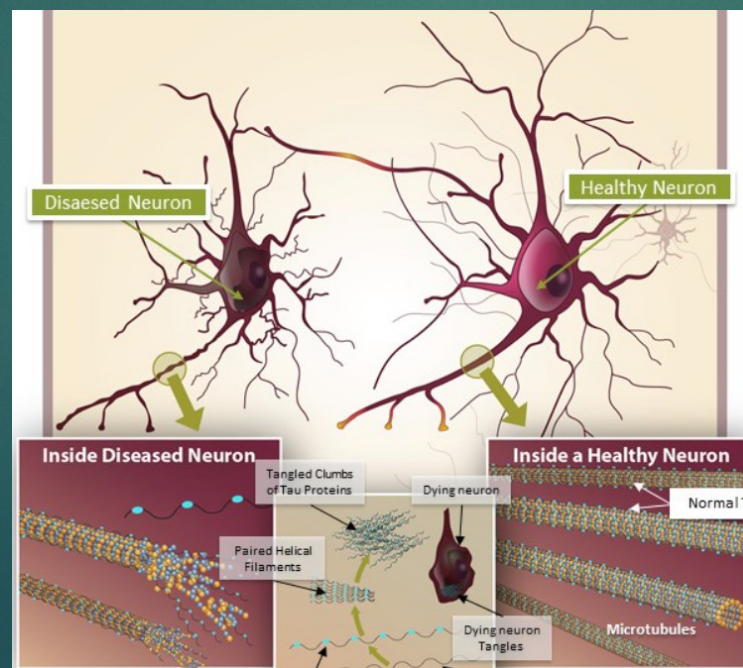 Disaesed Neuron
Healthy Neuron
Inside Diseased Neuron
Tangled Clumbs
of Tau Proteins
Dying neuron
Paired Helical
Filaments
Dying neuron
Tangles
Inside a Healthy Neuron
Normal
Microtubules